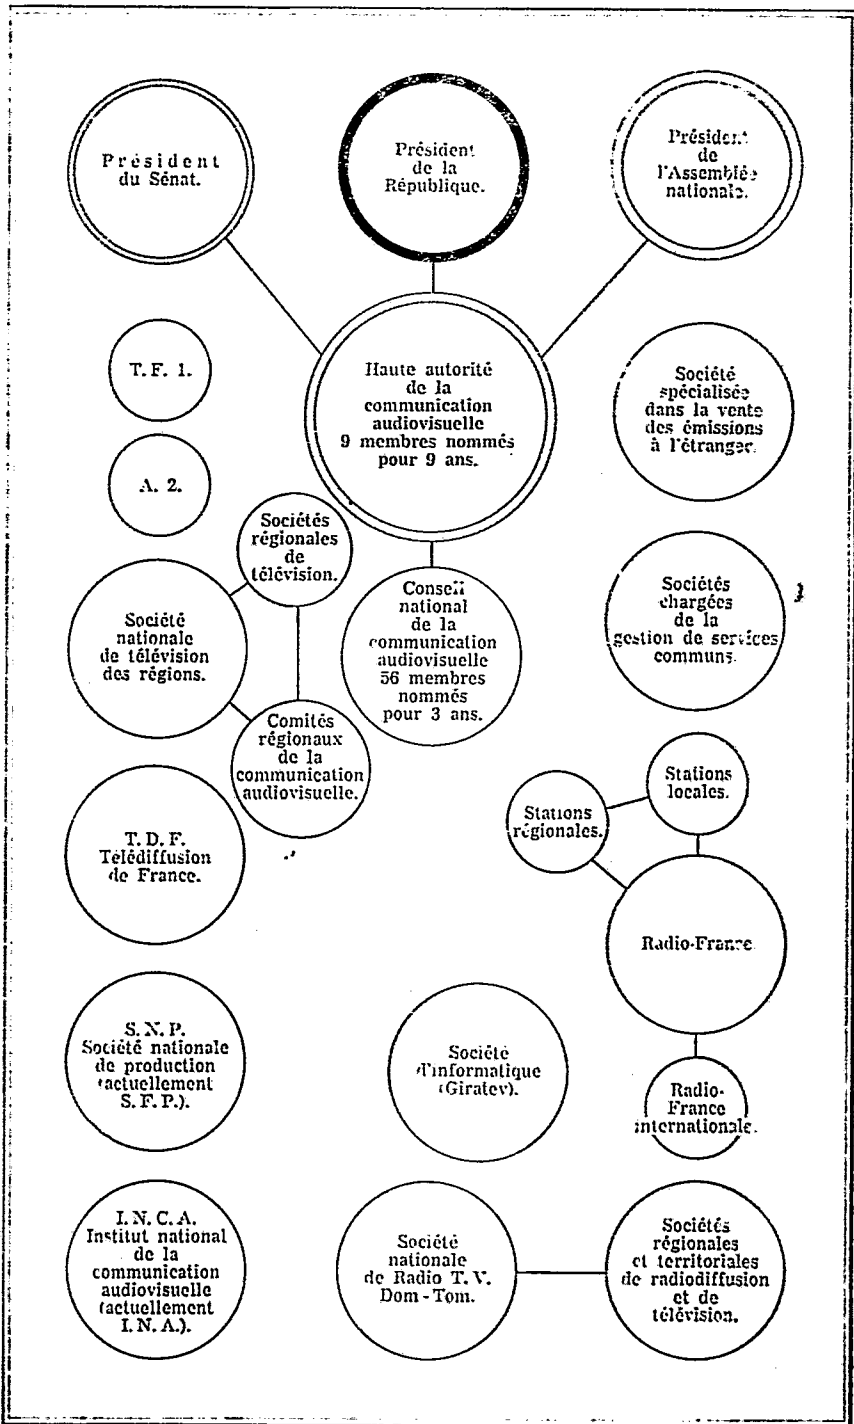 Président
du Sénat.
Président
de la
République.
Président
de
l'Assemblée
nationale.
T. F. 1.
Haute autorité
de la
communication
audiovisuelle
9 membres nommés
pour 9 ans.
Société
spécialisée
dans la vente
des émissions
à l'étranger.
A. 2.
Sociétés
régionales
de
télévision.
Société
nationale
de télévision
des régions.
Conseil
national
de la
communication
audiovisuelle
56 membres
nommés
pour 3 ans.
Sociétés
chargées
de la
gestion de services
communs.
Comités
régionaux
de la
communication
audiovisuelle.
Stations
locales.
Stations
régionales.
T. D. F.
Télédiffusion
de France.
Radio-France.
S. N. P.
Société nationale
de production
(actuellement
S. F. P.).
Société
d'informatique
(Giratev).
Radio-
France
internationale.
I. N. C. A.
Institut national
de la
communication
audiovisuelle
(actuellement
I. N. A.).
Société
nationale
de Radio T. V.
Dom-Tom.
Sociétés
régionales
et territoriales
de radiodiffusion
et de
télévision.